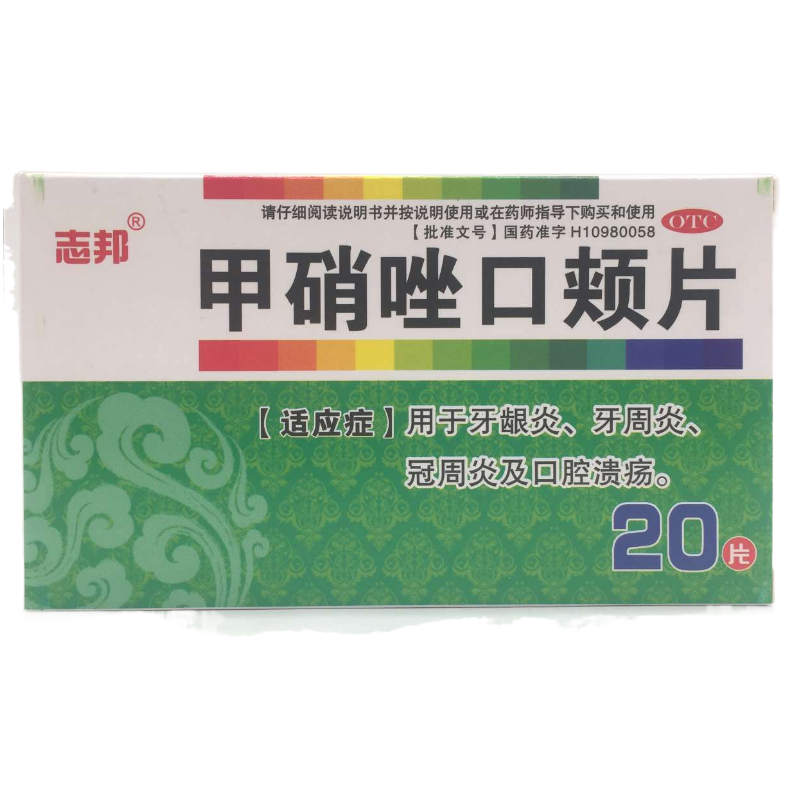 请仔细阅读说明书并按说明使用或在药师指导下购买和使用
【批准文号】国药准字 H10980058
OTC
志邦®
甲硝唑口颊片
【适应症】用于牙龈炎、牙周炎、
冠周炎及口腔溃疡。
20片